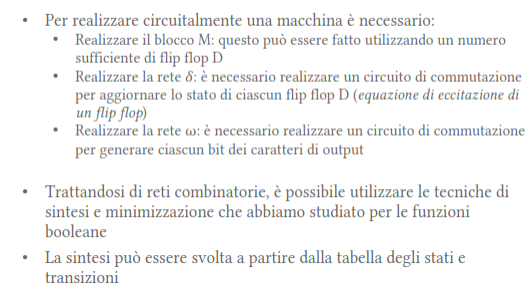 • Per realizzare circuitalmente una macchina è necessario:
• Realizzare il blocco M: questo può essere fatto utilizzando un numero
sufficiente di flip flop D
• Realizzare la rete δ: è necessario realizzare un circuito di commutazione
per aggiornare lo stato di ciascun flip flop D (equazione di eccitazione di
un flip flop)
• Realizzare la rete ω: è necessario realizzare un circuito di commutazione
per generare ciascun bit dei caratteri di output
• Trattandosi di reti combinatorie, è possibile utilizzare le tecniche di
sintesi e minimizzazione che abbiamo studiato per le funzioni
booleane
• La sintesi può essere svolta a partire dalla tabella degli stati e
transizioni